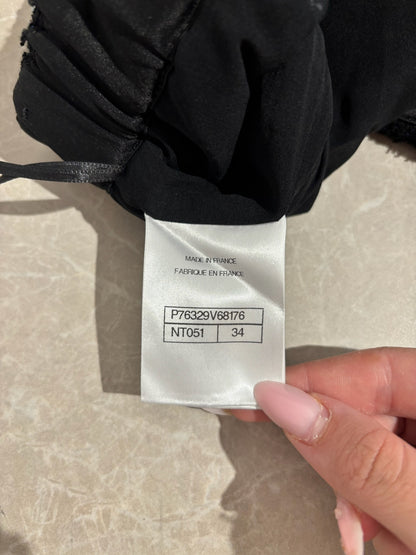 MADE IN FRANCE
FABRIQUE EN FRANCE
P76329V68176
NT051 34